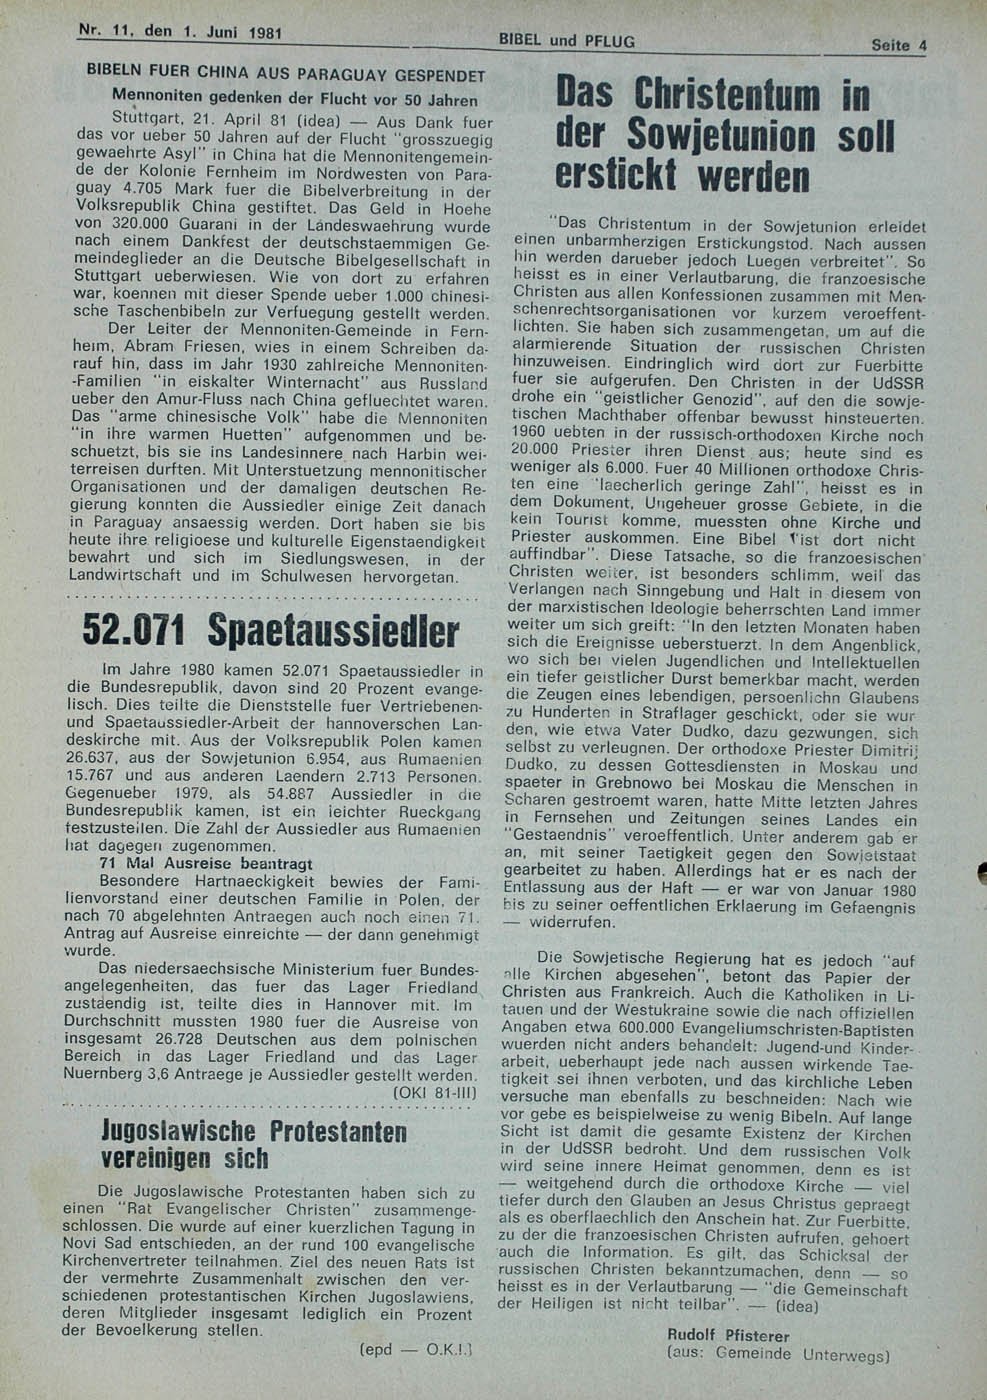 Nr. 11, den 1. Juni 1981
BIBEL und PFLUG
Seite 4
BIBELN FUER CHINA AUS PARAGUAY GESPENDET
Mennoniten gedenken der Flucht vor 50 Jahren
Stuttgart, 21. April 81 (idea) — Aus Dank fuer
das vor ueber 50 Jahren auf der Flucht "grosszuegig
gewaehrte Asyl" in China hat die Mennonitengemein-
de der Kolonie Fernheim im Nordwesten von Para-
guay 4.705 Mark fuer die Bibelverbreitung in der
Volksrepublik China gestiftet. Das Geld in Hoehe
von 320.000 Guarani in der Landeswaehrung wurde
nach einem Dankfest der deutschstaemmigen Ge-
meindeglieder an die Deutsche Bibelgesellschaft in
Stuttgart ueberwiesen. Wie von dort zu erfahren
war, koennen mit dieser Spende ueber 1.000 chinesi-
sche Taschenbibeln zur Verfuegung gestellt werden.
Der Leiter der Mennoniten-Gemeinde in Fern-
heim, Abram Friesen, wies in einem Schreiben da-
rauf hin, dass im Jahr 1930 zahlreiche Mennoniten-
-Familien "in eiskalter Winternacht" aus Russland
ueber den Amur-Fluss nach China gefluechtet waren.
Das "arme chinesische Volk" habe die Mennoniten
"in ihre warmen Huetten" aufgenommen und be-
schuetzt, bis sie ins Landesinnere nach Harbin wei-
terreisen durften. Mit Unterstuetzung mennonitischer
Organisationen und der damaligen deutschen Re-
gierung konnten die Aussiedler einige Zeit danach
in Paraguay ansaessig werden. Dort haben sie bis
heute ihre religioese und kulturelle Eigenstaendigkeit
bewahrt und sich im Siedlungswesen, in der
Landwirtschaft und im Schulwesen hervorgetan.
52.071 Spaetaussiedler
Im Jahre 1980 kamen 52.071 Spaetaussiedler in
die Bundesrepublik, davon sind 20 Prozent evange-
lisch. Dies teilte die Dienststelle fuer Vertriebenen-
und Spaetaussiedler-Arbeit der hannoverschen Lan-
deskirche mit. Aus der Volksrepublik Polen kamen
26.637, aus der Sowjetunion 6.954, aus Rumaenien
15.767 und aus anderen Laendern 2.713 Personen.
Gegenueber 1979, als 54.887 Aussiedler in die
Bundesrepublik kamen, ist ein leichter Rueckgang
festzustellen. Die Zahl der Aussiedler aus Rumaenien
hat dagegen zugenommen.
71 Mal Ausreise beantragt
Besondere Hartnaeckigkeit bewies der Fami-
lienvorstand einer deutschen Familie in Polen, der
nach 70 abgelehnten Antraegen auch noch einen 71.
Antrag auf Ausreise einreichte — der dann genehmigt
wurde.
Das niedersaechsische Ministerium fuer Bundes-
angelegenheiten, das fuer das Lager Friedland
zustaendig ist, teilte dies in Hannover mit. Im
Durchschnitt mussten 1980 fuer die Ausreise von
insgesamt 26.728 Deutschen aus dem polnischen
Bereich in das Lager Friedland und das Lager
Nuernberg 3,6 Antraege je Aussiedler gestellt werden.
(OKI 81-III)
Jugoslawische Protestanten
vereinigen sich
Die Jugoslawische Protestanten haben sich zu
einen "Rat Evangelischer Christen" zusammenge-
schlossen. Die wurde auf einer kuerzlichen Tagung in
Novi Sad entschieden, an der rund 100 evangelische
Kirchenvertreter teilnahmen. Ziel des neuen Rats ist
der vermehrte Zusammenhalt zwischen den ver-
schiedenen protestantischen Kirchen Jugoslawiens,
deren Mitglieder insgesamt lediglich ein Prozent
der Bevoelkerung stellen.
(epd — O.K.I.)
Das Christentum in
der Sowjetunion soll
erstickt werden
"Das Christentum in der Sowjetunion erleidet
einen unbarmherzigen Erstickungstod. Nach aussen
hin werden darueber jedoch Luegen verbreitet". So
heisst es in einer Verlautbarung, die franzoesische
Christen aus allen Konfessionen zusammen mit Men-
schenrechtsorganisationen vor kurzem veroeffent-
lichten. Sie haben sich zusammengetan, um auf die
alarmierende Situation der russischen Christen
hinzuweisen. Eindringlich wird dort zur Fuerbitte
fuer sie aufgerufen. Den Christen in der UdSSR
drohe ein "geistlicher Genozid", auf den die sowje-
tischen Machthaber offenbar bewusst hinsteuerten.
1960 uebten in der russisch-orthodoxen Kirche noch
20.000 Priester ihren Dienst aus; heute sind es
weniger als 6.000. Fuer 40 Millionen orthodoxe Chris-
ten eine "laecherlich geringe Zahl", heisst es in
dem Dokument, Ungeheuer grosse Gebiete, in die
kein Tourist komme, muessten ohne Kirche und
Priester auskommen. Eine Bibel "ist dort nicht
auffindbar". Diese Tatsache, so die franzoesischen
Christen weiter, ist besonders schlimm, weil das
Verlangen nach Sinngebung und Halt in diesem von
der marxistischen Ideologie beherrschten Land immer
weiter um sich greift: "In den letzten Monaten haben
sich die Ereignisse ueberstuerzt. In dem Angenblick,
wo sich bei vielen Jugendlichen und Intellektuellen
ein tiefer geistlicher Durst bemerkbar macht, werden
die Zeugen eines lebendigen, persoenlichn Glaubens
zu Hunderten in Straflager geschickt, oder sie wur
den, wie etwa Vater Dudko, dazu gezwungen, sich
selbst zu verleugnen. Der orthodoxe Priester Dimitrij
Dudko, zu dessen Gottesdiensten in Moskau und
spaeter in Grebnowo bei Moskau die Menschen in
Scharen gestroemt waren, hatte Mitte letzten Jahres
in Fernsehen und Zeitungen seines Landes ein
"Gestaendnis" veroeffentlich. Unter anderem gab er
an, mit seiner Taetigkeit gegen den Sowjetstaat
gearbeitet zu haben. Allerdings hat er es nach der
Entlassung aus der Haft — er war von Januar 1980
bis zu seiner oeffentlichen Erklaerung im Gefaengnis
— widerrufen.
Die Sowjetische Regierung hat es jedoch "auf
alle Kirchen abgesehen", betont das Papier der
Christen aus Frankreich. Auch die Katholiken in Li-
tauen und der Westukraine sowie die nach offiziellen
Angaben etwa 600.000 Evangeliumschristen-Baptisten
wuerden nicht anders behandelt: Jugend-und Kinder-
arbeit, ueberhaupt jede nach aussen wirkende Tae-
tigkeit sei ihnen verboten, und das kirchliche Leben
versuche man ebenfalls zu beschneiden: Nach wie
vor gebe es beispielweise zu wenig Bibeln. Auf lange
Sicht ist damit die gesamte Existenz der Kirchen
in der UdSSR bedroht. Und dem russischen Volk
wird seine innere Heimat genommen, denn es ist
— weitgehend durch die orthodoxe Kirche — viel
tiefer durch den Glauben an Jesus Christus gepraegt
als es oberflaechlich den Anschein hat. Zur Fuerbitte,
zu der die franzoesischen Christen aufrufen, gehoert
auch die Information. Es gilt, das Schicksal der
russischen Christen bekanntzumachen, denn — so
heisst es in der Verlautbarung — "die Gemeinschaft
der Heiligen ist nicht teilbar". — (idea)
Rudolf Pfisterer
(aus: Gemeinde Unterwegs)